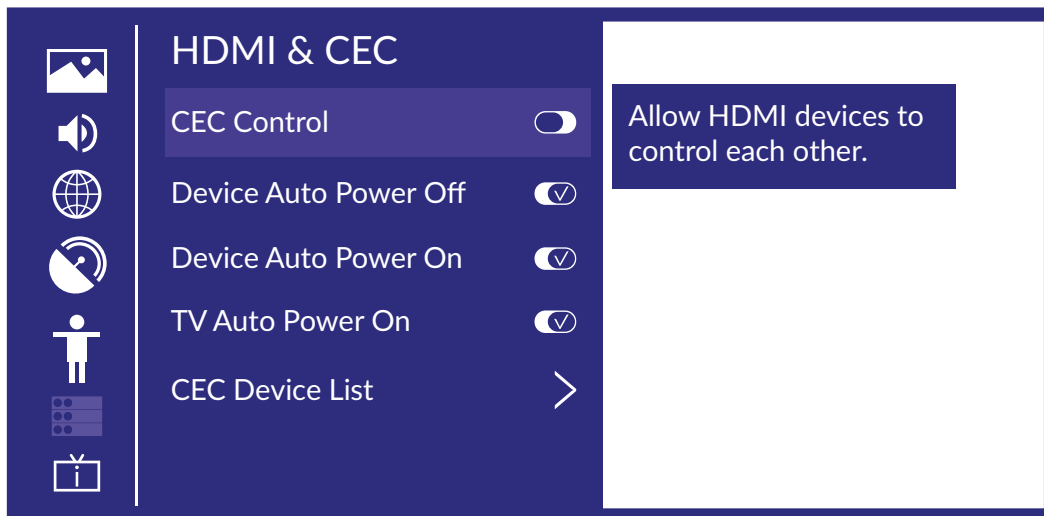 HDMI & CEC
CEC Control
Allow HDMI devices to
control each other.
Device Auto Power Off
Device Auto Power On
TV Auto Power On
CEC Device List
i